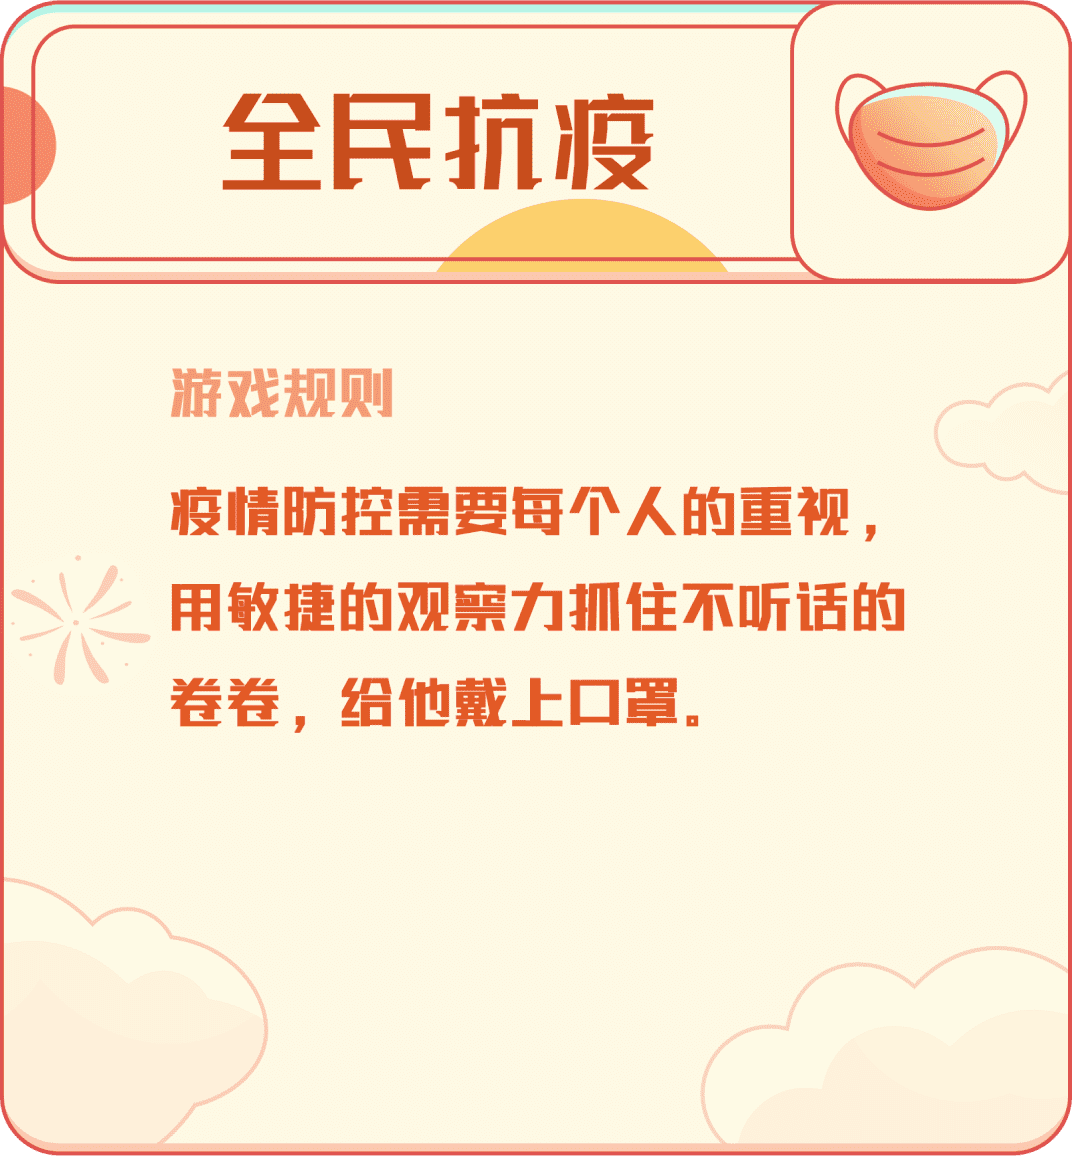 全民抗疫
游戏规则
疫情防控需要每个人的重视，
用敏捷的观察力抓住不听话的
卷卷，给他戴上口罩。